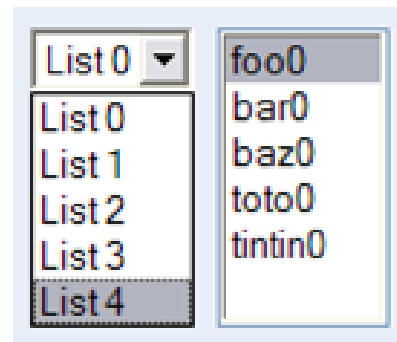 List 0
List 0
List 1
List 2
List 3
List 4
foo0
bar0
baz0
toto0
tintin0